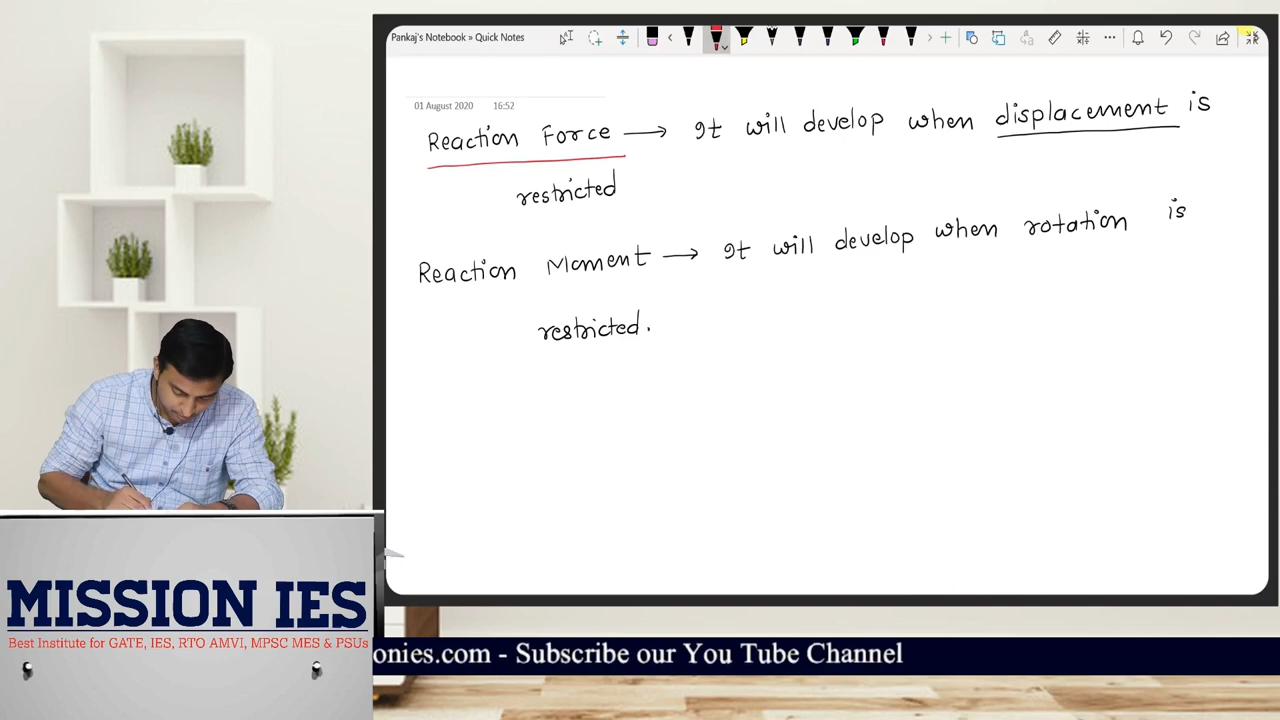 Pankaj's Notebook » Quick Notes
01 August 2020 16:52
Reaction Force → It will develop when displacement is
restricted
Reaction Moment → It will develop when rotation is
restricted.
MISSION IES
Best Institute for GATE, IES, RTO AMVI, MPSC MES & PSUs
onies.com - Subscribe our You Tube Channel